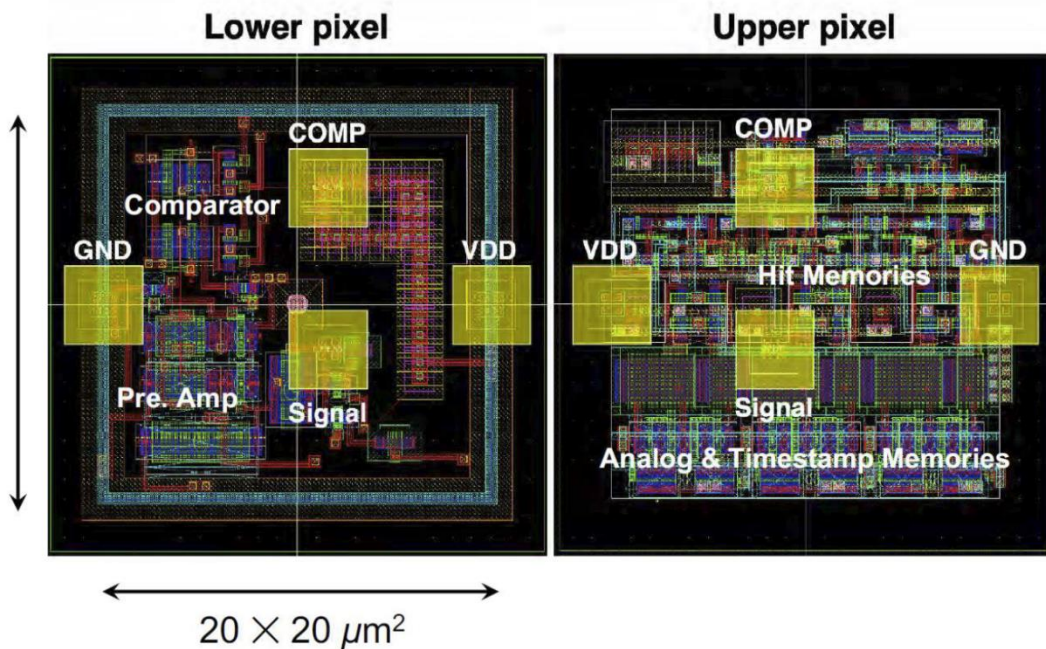 Lower pixel
COMP
Comparator
GND
VDD
Pre. Amp
Signal
Upper pixel
COMP
VDD
GND
Hit Memories
Signal
Analog & Timestamp Memories
20 × 20 μm²